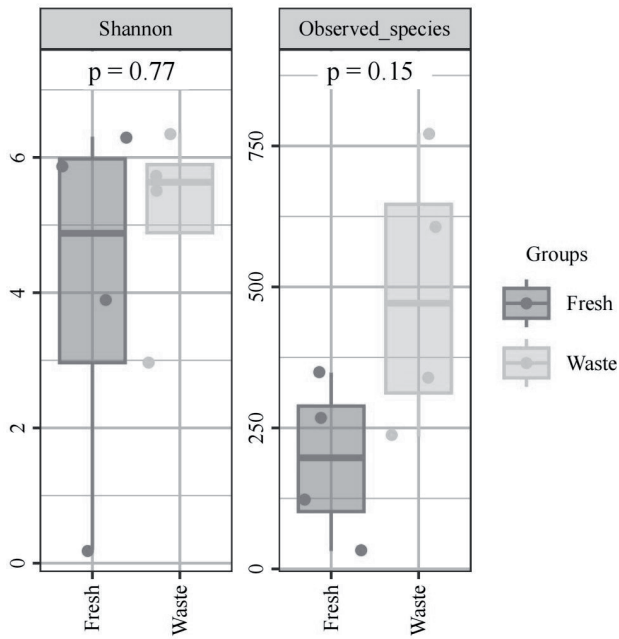 Shannon
Observed_species
p = 0.77
p = 0.15
6
4
2
0
750
500
250
0
Fresh
Waste
Fresh
Waste
Groups
Fresh
Waste